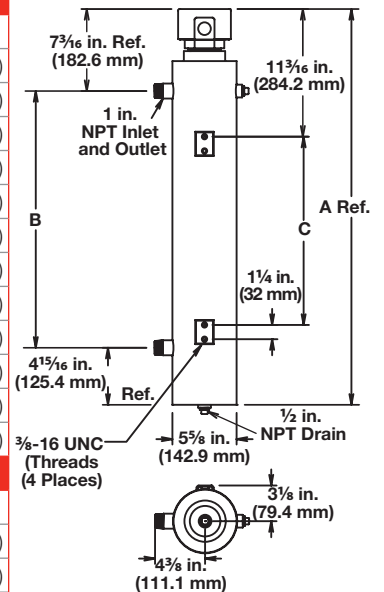 7³⁄₁₆ in. Ref.
(182.6 mm)
11³⁄₁₆ in.
(284.2 mm)
1 in.
NPT Inlet
and Outlet
A Ref.
B
C
1¼ in.
(32 mm)
4¹⁵⁄₁₆ in.
(125.4 mm)
Ref.
⅜-16 UNC
(Threads
(4 Places)
5⅝ in.
(142.9 mm)
½ in.
NPT Drain
3⅛ in.
(79.4 mm)
4⅜ in.
(111.1 mm)